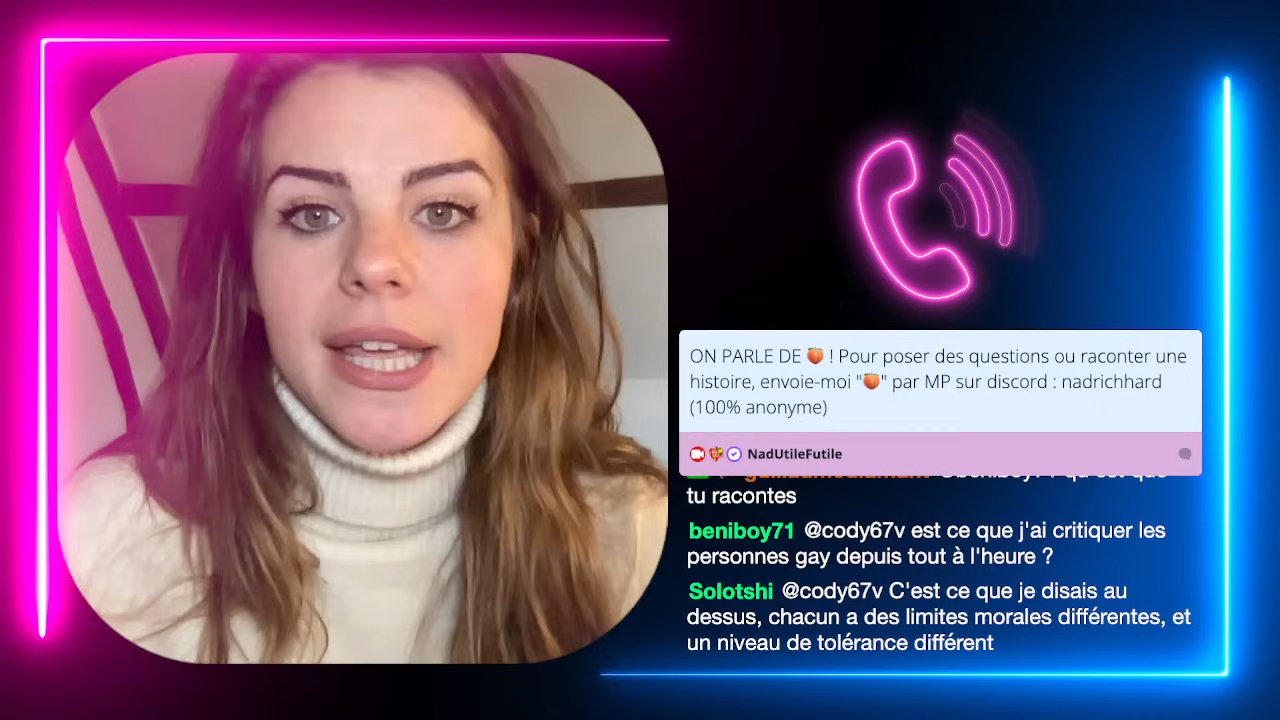 ON PARLE DE 🍑 ! Pour poser des questions ou raconter une
histoire, envoie-moi "🍑" par MP sur discord : nadrichhard
(100% anonyme)
NadUtileFutile
tu racontes
beniboy71 @cody67v est ce que j'ai critiquer les
personnes gay depuis tout à l'heure ?
Solotshi @cody67v C'est ce que je disais au
dessus, chacun a des limites morales différentes, et
un niveau de tolérance différent